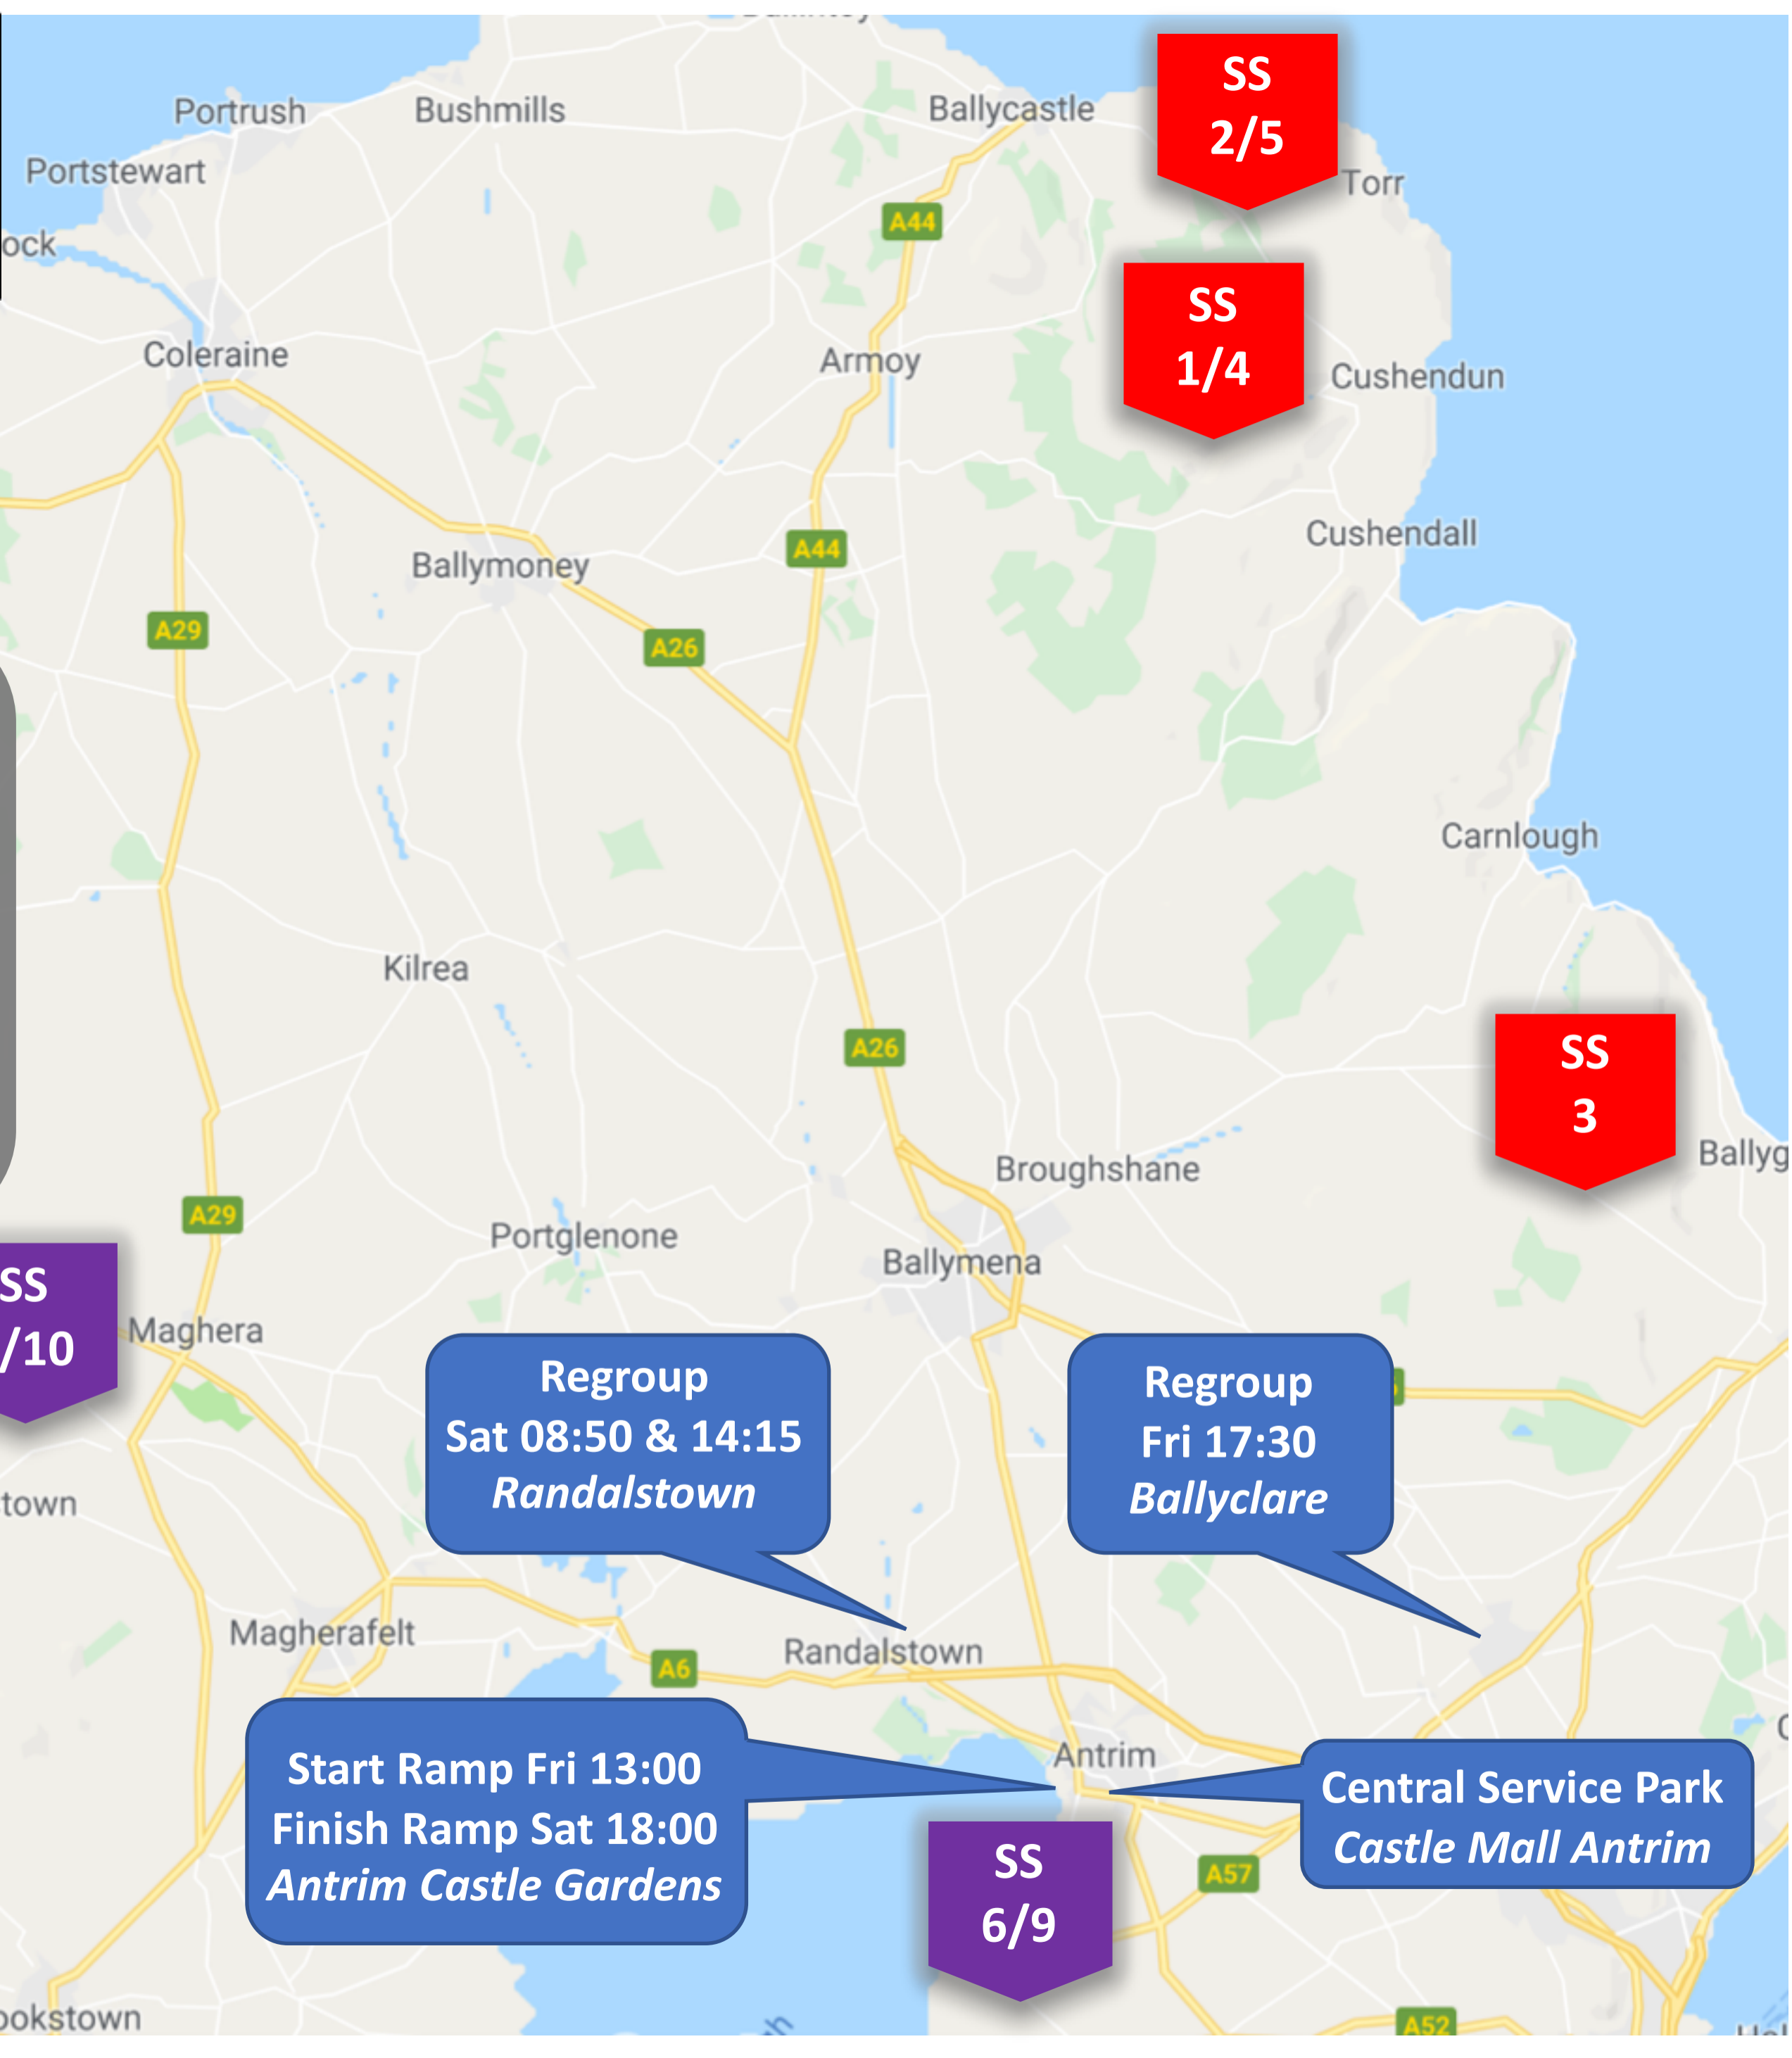 SS
2/5
Portrush
Bushmills
Ballycastle
Portstewart
Torr
A44
ock
SS
1/4
Coleraine
Armoy
Cushendun
Cushendall
A44
Ballymoney
A29
A26
Carnlough
Kilrea
A26
SS
3
Ballyg
Broughshane
A29
Portglenone
Ballymena
SS
/10
Maghera
Regroup
Sat 08:50 & 14:15
Randalstown
Regroup
Fri 17:30
Ballyclare
town
Magherafelt
Randalstown
A6
Antrim
Start Ramp Fri 13:00
Finish Ramp Sat 18:00
Antrim Castle Gardens
Central Service Park
Castle Mall Antrim
SS
6/9
A57
ookstown
A52